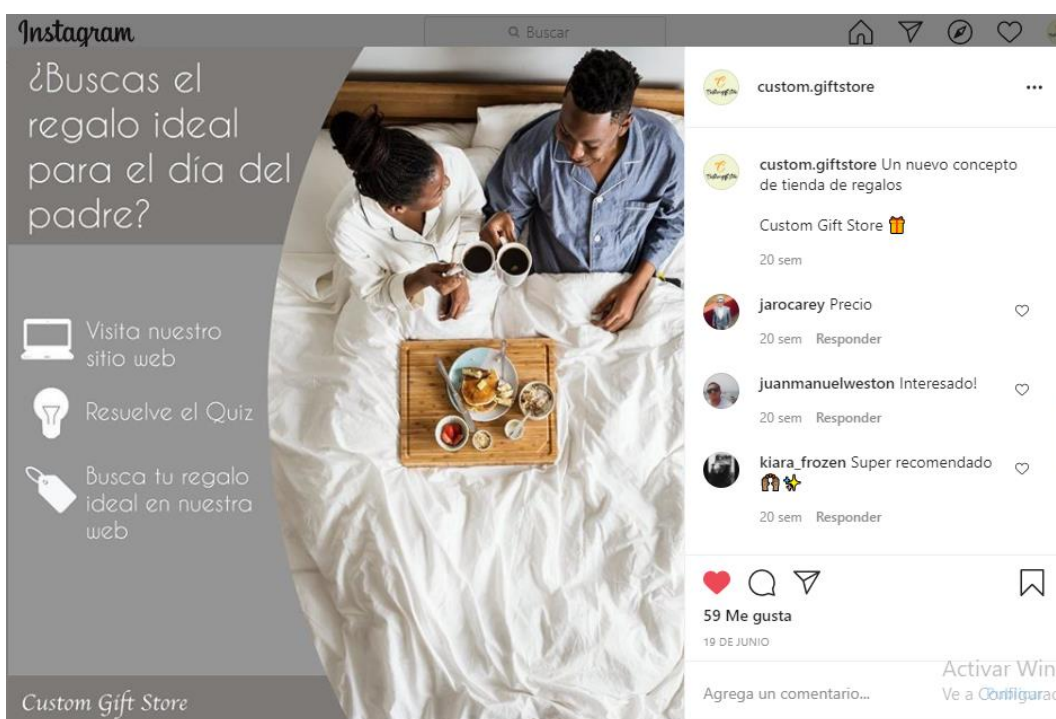 Instagram
Buscar
¿Buscas el
regalo ideal
para el día del
padre?
Visita nuestro
sitio web
Resuelve el Quiz
Busca tu regalo
ideal en nuestra
web
Custom Gift Store
custom.giftstore
custom.giftstore Un nuevo concepto
de tienda de regalos
Custom Gift Store 🎁
20 sem
jarocarey Precio
20 sem Responder
juanmanuelweston Interesado!
20 sem Responder
kiara_frozen Super recomendado
🙌🏾✨
20 sem Responder
59 Me gusta
19 DE JUNIO
Agrega un comentario...
Activar Win
Ve a